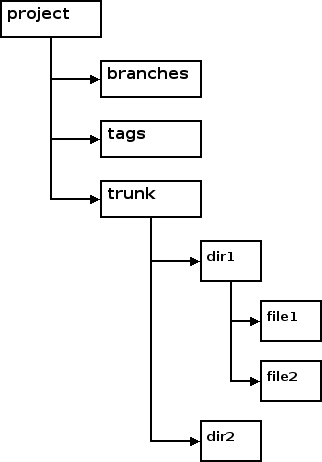 project
branches
tags
trunk
dir1
file1
file2
dir2